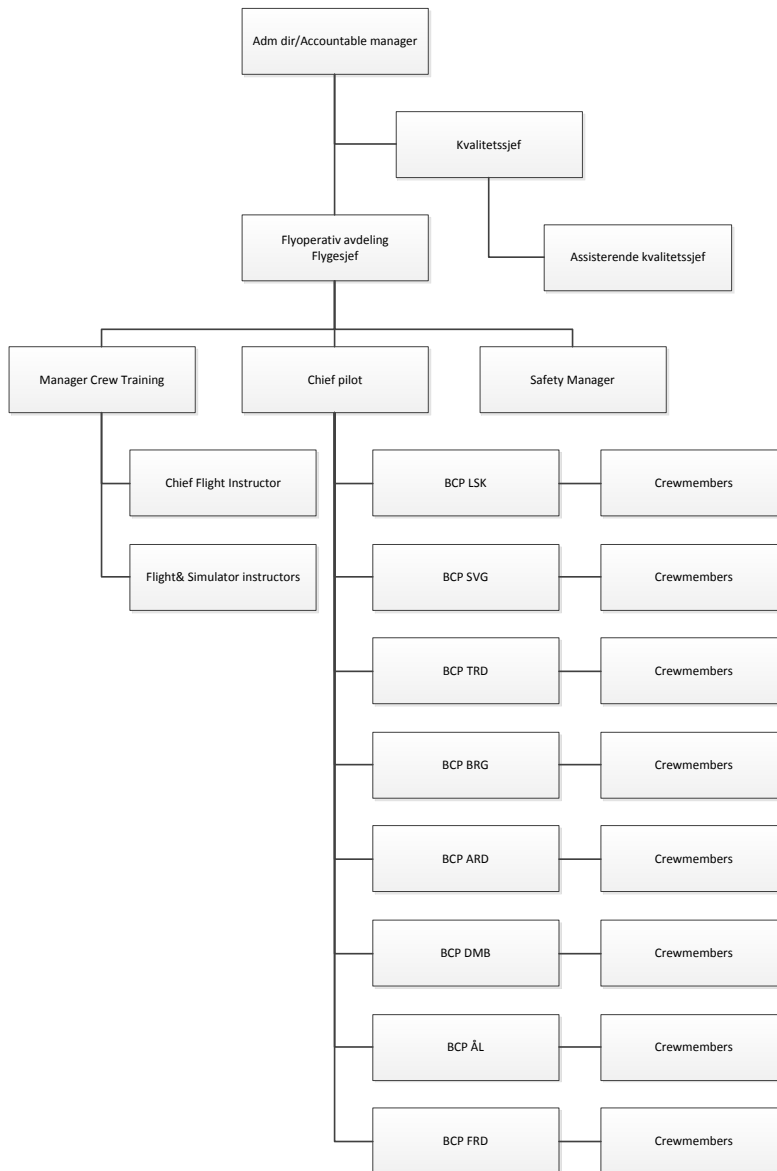 Adm dir/Accountable manager
Kvalitetssjef
Flyoperativ avdeling
Flygesjef
Assisterende kvalitetssjef
Manager Crew Training
Chief pilot
Safety Manager
Chief Flight Instructor
Flight& Simulator instructors
BCP LSK
Crewmembers
BCP SVG
Crewmembers
BCP TRD
Crewmembers
BCP BRG
Crewmembers
BCP ARD
Crewmembers
BCP DMB
Crewmembers
BCP ÅL
Crewmembers
BCP FRD
Crewmembers